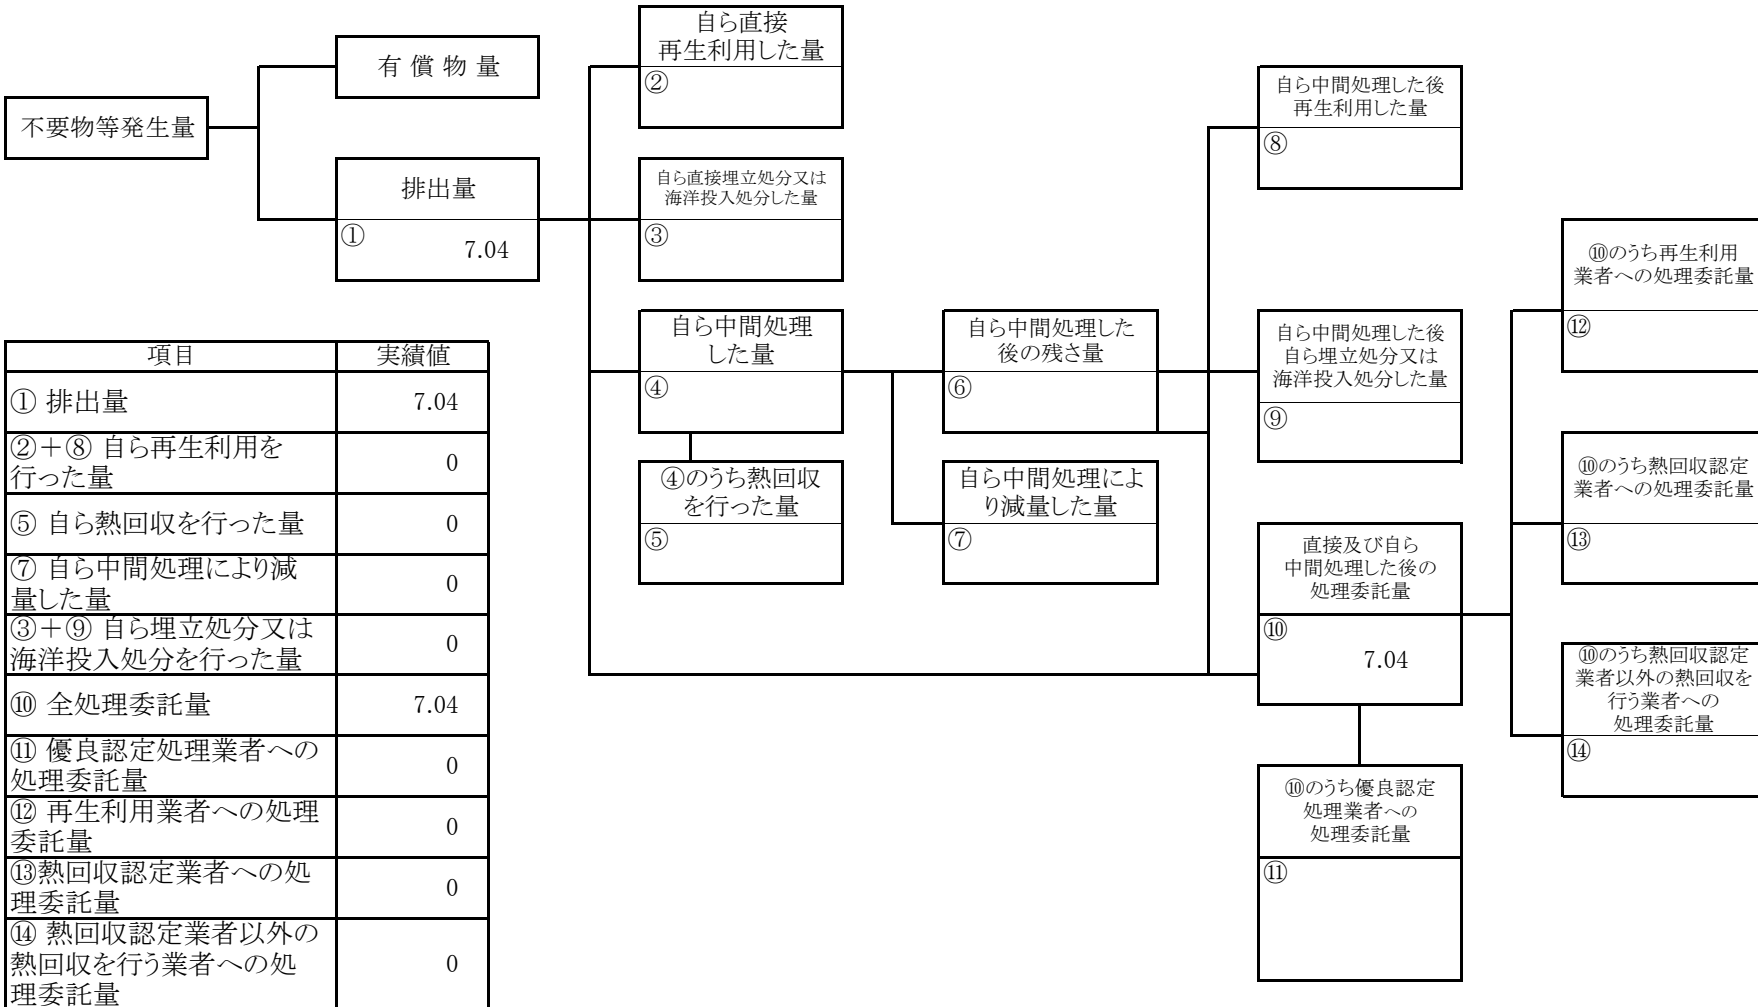 不要物等発生量
有 償 物 量
排出量
①
7.04
自ら直接
再生利用した量
②
自ら直接埋立処分又は
海洋投入処分した量
③
自ら中間処理
した量
④
④のうち熱回収
を行った量
⑤
自ら中間処理した
後の残さ量
⑥
自ら中間処理によ
り減量した量
⑦
自ら中間処理した後
再生利用した量
⑧
自ら中間処理した後
自ら埋立処分又は
海洋投入処分した量
⑨
直接及び自ら
中間処理した後の
処理委託量
⑩
7.04
⑩のうち優良認定
処理業者への
処理委託量
⑪
⑩のうち再生利用
業者への処理委託量
⑫
⑩のうち熱回収認定
業者への処理委託量
⑬
⑩のうち熱回収認定
業者以外の熱回収を
行う業者への
処理委託量
⑭
項目 実績値
① 排出量 7.04
②＋⑧ 自ら再生利用を
行った量 0
⑤ 自ら熱回収を行った量 0
⑦ 自ら中間処理により減
量した量 0
③＋⑨ 自ら埋立処分又は
海洋投入処分を行った量 0
⑩ 全処理委託量 7.04
⑪ 優良認定処理業者への
処理委託量 0
⑫ 再生利用業者への処理
委託量 0
⑬熱回収認定業者への処
理委託量 0
⑭ 熱回収認定業者以外の
熱回収を行う業者への処 0
理委託量